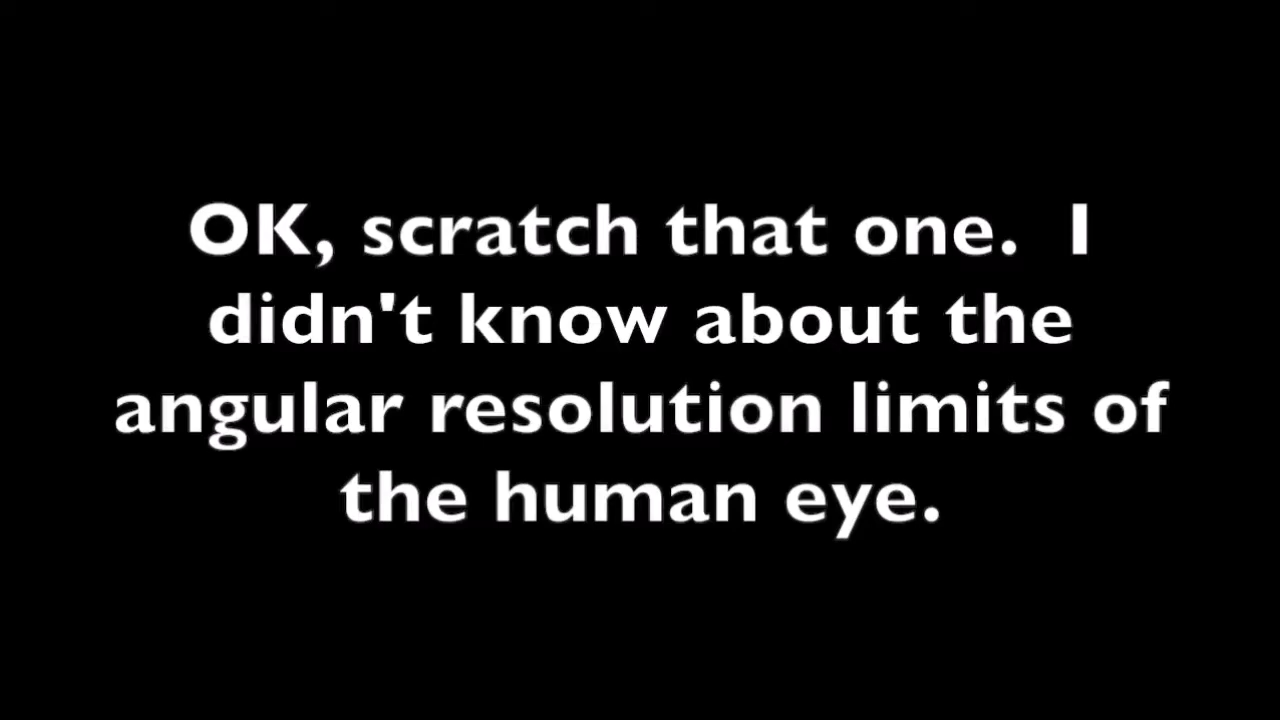 OK, scratch that one.  I
didn't know about the
angular resolution limits of
the human eye.